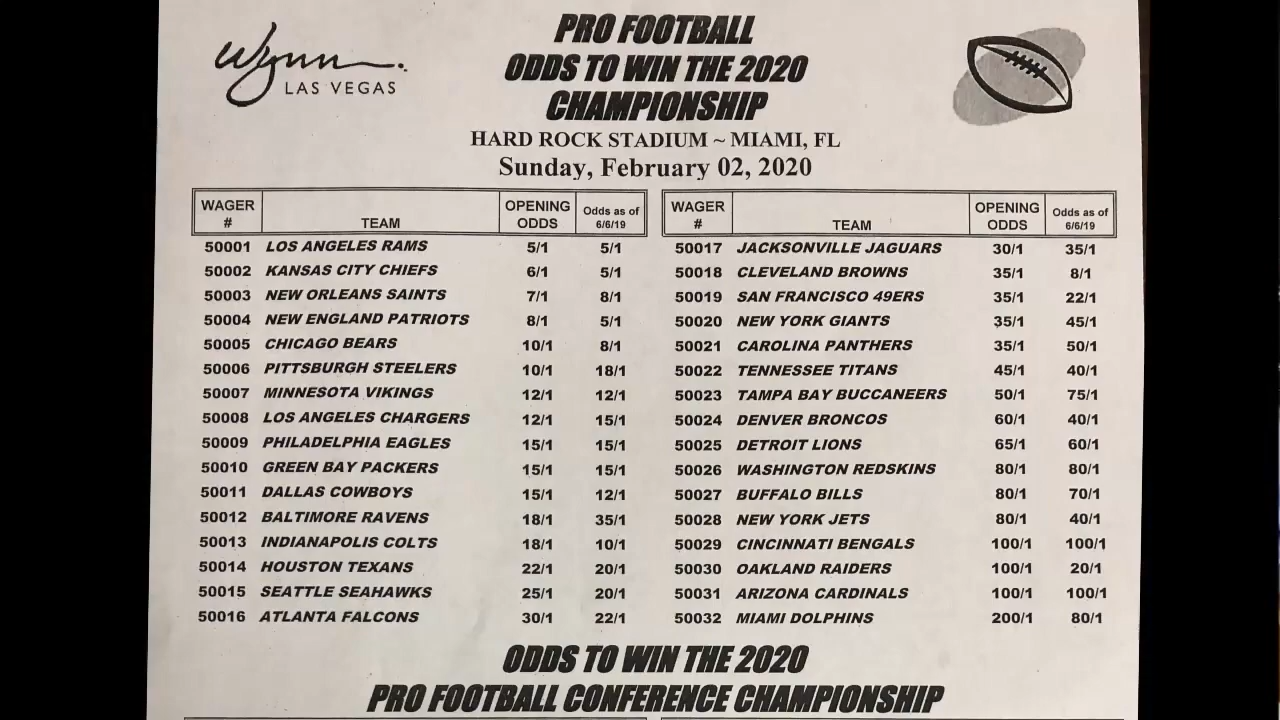 Wynn.
LAS VEGAS
PRO FOOTBALL
ODDS TO WIN THE 2020
CHAMPIONSHIP
HARD ROCK STADIUM ~ MIAMI, FL
Sunday, February 02, 2020
WAGER # TEAM OPENING ODDS Odds as of 6/6/19
50001 LOS ANGELES RAMS 5/1 5/1
50002 KANSAS CITY CHIEFS 6/1 5/1
50003 NEW ORLEANS SAINTS 7/1 8/1
50004 NEW ENGLAND PATRIOTS 8/1 5/1
50005 CHICAGO BEARS 10/1 8/1
50006 PITTSBURGH STEELERS 10/1 18/1
50007 MINNESOTA VIKINGS 12/1 12/1
50008 LOS ANGELES CHARGERS 12/1 15/1
50009 PHILADELPHIA EAGLES 15/1 15/1
50010 GREEN BAY PACKERS 15/1 15/1
50011 DALLAS COWBOYS 15/1 12/1
50012 BALTIMORE RAVENS 18/1 35/1
50013 INDIANAPOLIS COLTS 18/1 10/1
50014 HOUSTON TEXANS 22/1 20/1
50015 SEATTLE SEAHAWKS 25/1 20/1
50016 ATLANTA FALCONS 30/1 22/1
WAGER # TEAM OPENING ODDS Odds as of 6/6/19
50017 JACKSONVILLE JAGUARS 30/1 35/1
50018 CLEVELAND BROWNS 35/1 8/1
50019 SAN FRANCISCO 49ERS 35/1 22/1
50020 NEW YORK GIANTS 35/1 45/1
50021 CAROLINA PANTHERS 35/1 50/1
50022 TENNESSEE TITANS 45/1 40/1
50023 TAMPA BAY BUCCANEERS 50/1 75/1
50024 DENVER BRONCOS 60/1 40/1
50025 DETROIT LIONS 65/1 60/1
50026 WASHINGTON REDSKINS 80/1 80/1
50027 BUFFALO BILLS 80/1 70/1
50028 NEW YORK JETS 80/1 40/1
50029 CINCINNATI BENGALS 100/1 100/1
50030 OAKLAND RAIDERS 100/1 20/1
50031 ARIZONA CARDINALS 100/1 100/1
50032 MIAMI DOLPHINS 200/1 80/1
ODDS TO WIN THE 2020
PRO FOOTBALL CONFERENCE CHAMPIONSHIP